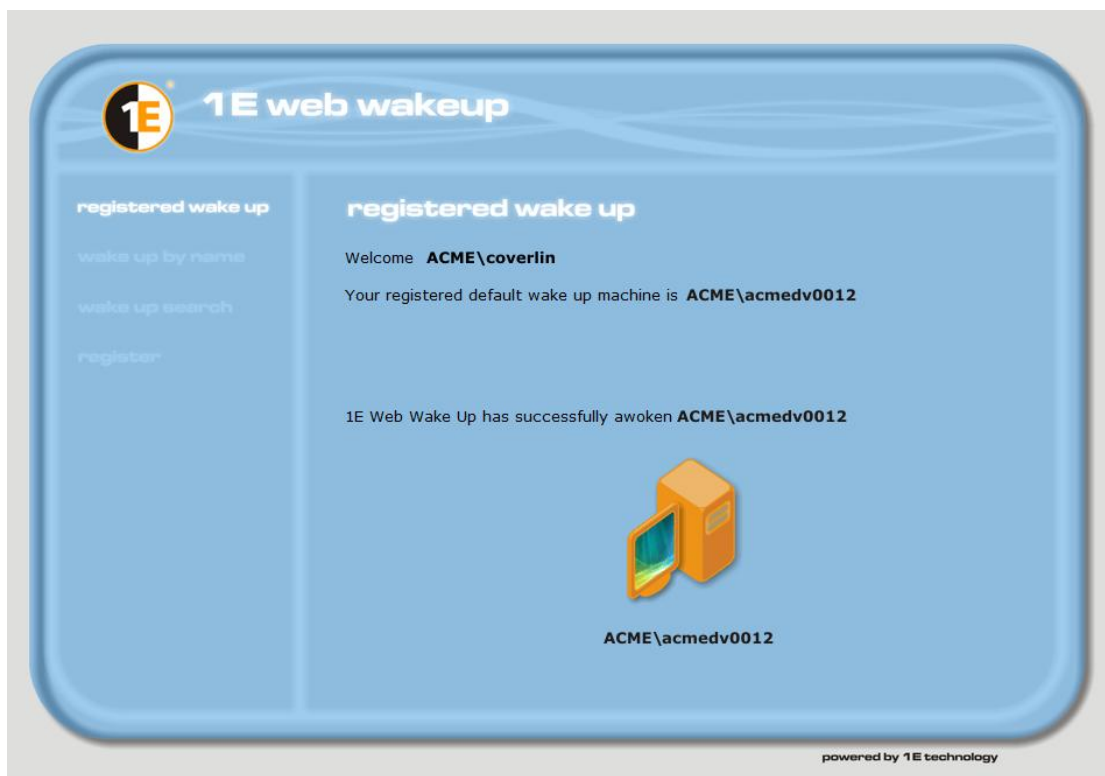 1E
1E web wakeup
registered wake up
wake up by name
wake up search
register
registered wake up
Welcome ACME\coverlin
Your registered default wake up machine is ACME\acmedv0012
1E Web Wake Up has successfully awoken ACME\acmedv0012
ACME\acmedv0012
powered by 1E technology